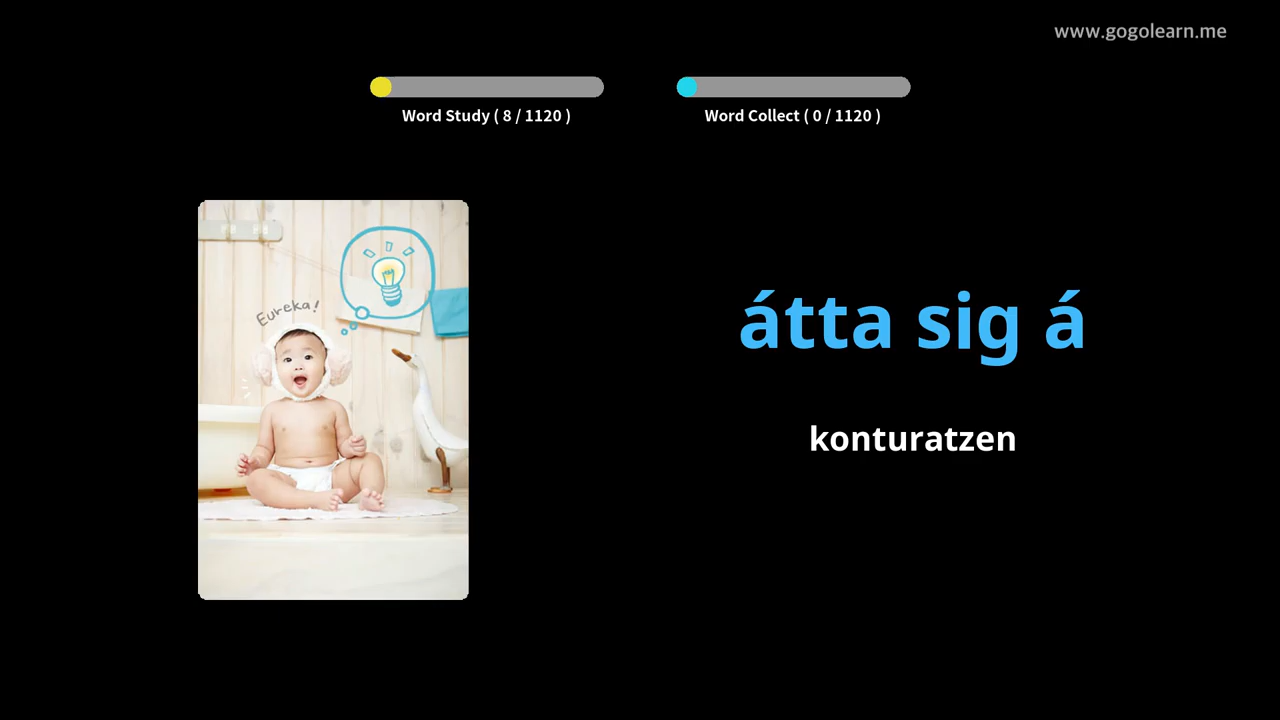 www.gogolearn.me
Word Study ( 8 / 1120 )
Word Collect ( 0 / 1120 )
Eureka!
átta sig á
konturatzen